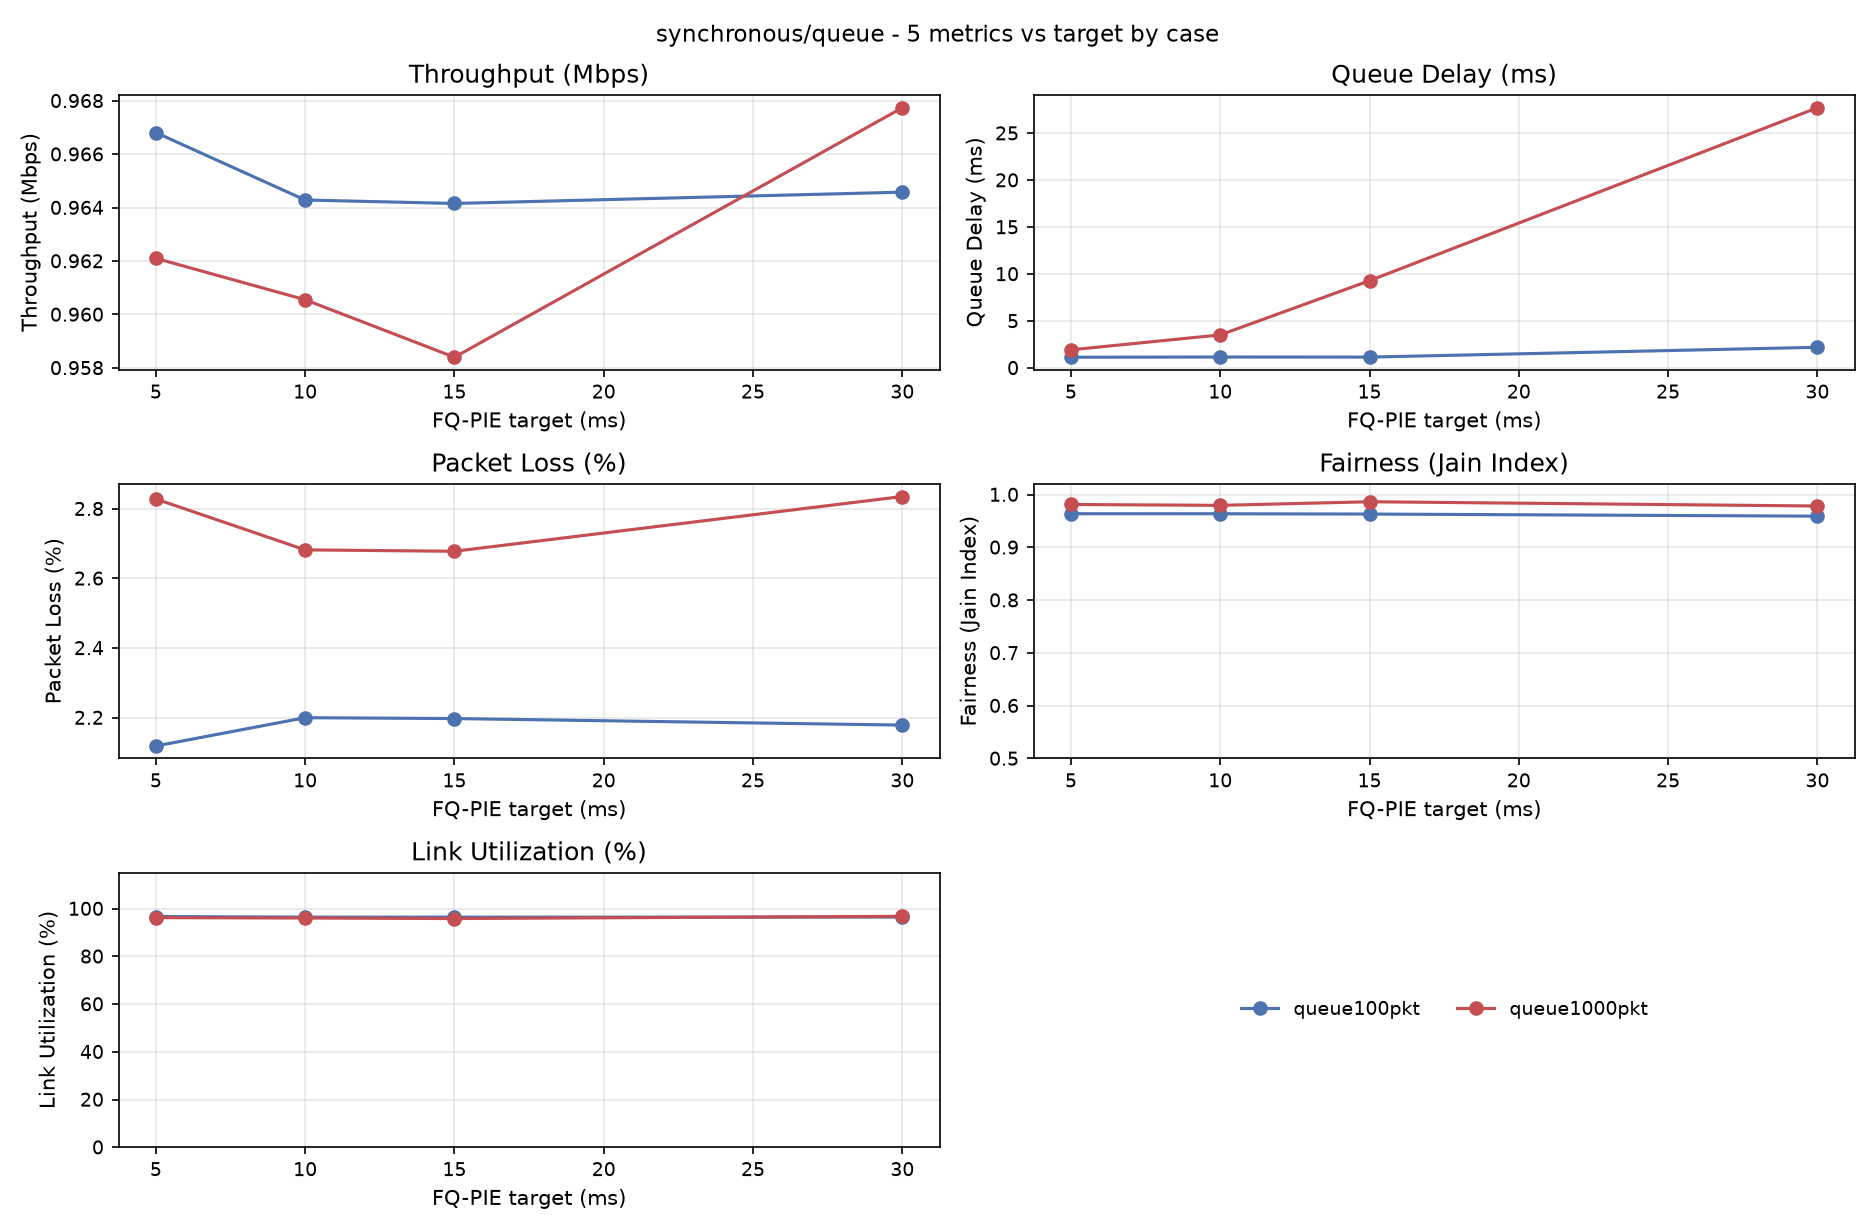 synchronous/queue - 5 metrics vs target by case
Throughput (Mbps)
Throughput (Mbps)
0.968
0.966
0.964
0.962
0.960
0.958
5 10 15 20 25 30
FQ-PIE target (ms)
Queue Delay (ms)
Queue Delay (ms)
25
20
15
10
5
0
5 10 15 20 25 30
FQ-PIE target (ms)
Packet Loss (%)
Packet Loss (%)
2.8
2.6
2.4
2.2
5 10 15 20 25 30
FQ-PIE target (ms)
Fairness (Jain Index)
Fairness (Jain Index)
1.0
0.9
0.8
0.7
0.6
0.5
5 10 15 20 25 30
FQ-PIE target (ms)
Link Utilization (%)
Link Utilization (%)
100
80
60
40
20
0
5 10 15 20 25 30
FQ-PIE target (ms)
queue100pkt queue1000pkt